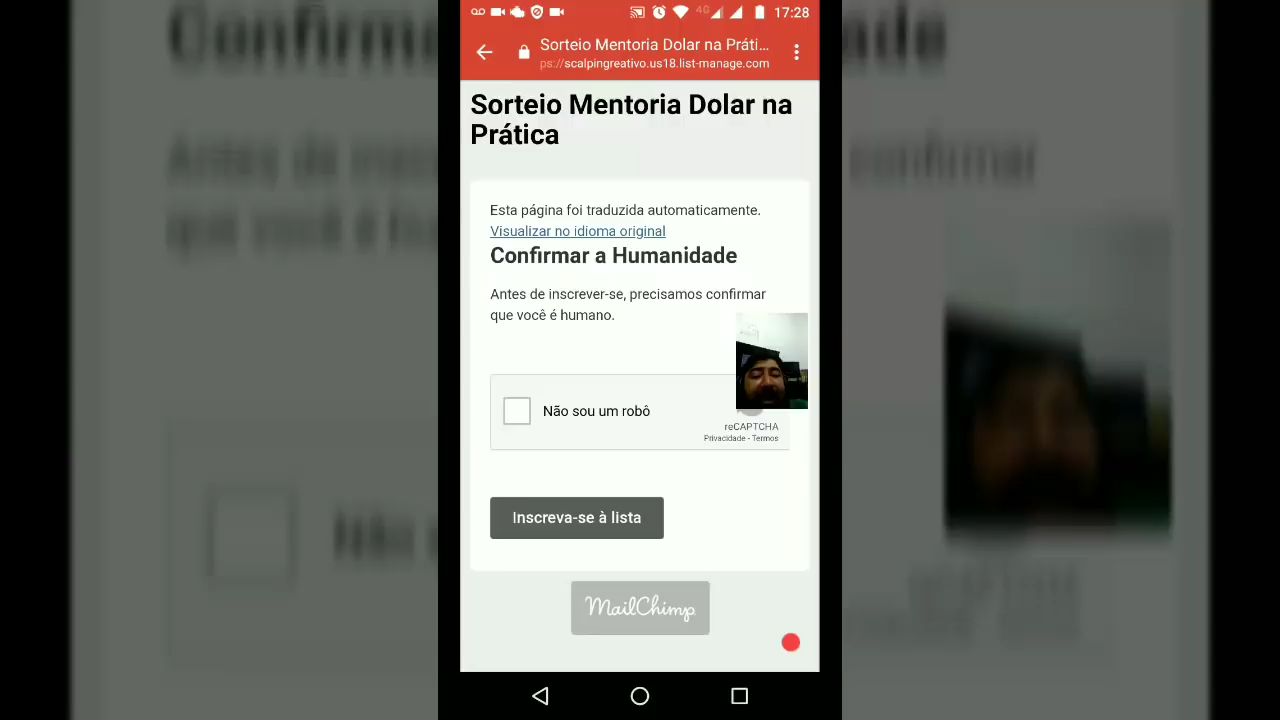 4G 17:28
Sorteio Mentoria Dolar na Práti...
ps://scalpingreativo.us18.list-manage.com
Sorteio Mentoria Dolar na
Prática
Esta página foi traduzida automaticamente.
Visualizar no idioma original
Confirmar a Humanidade
Antes de inscrever-se, precisamos confirmar
que você é humano.
Não sou um robô
reCAPTCHA
Privacidade - Termos
Inscreva-se à lista
MailChimp